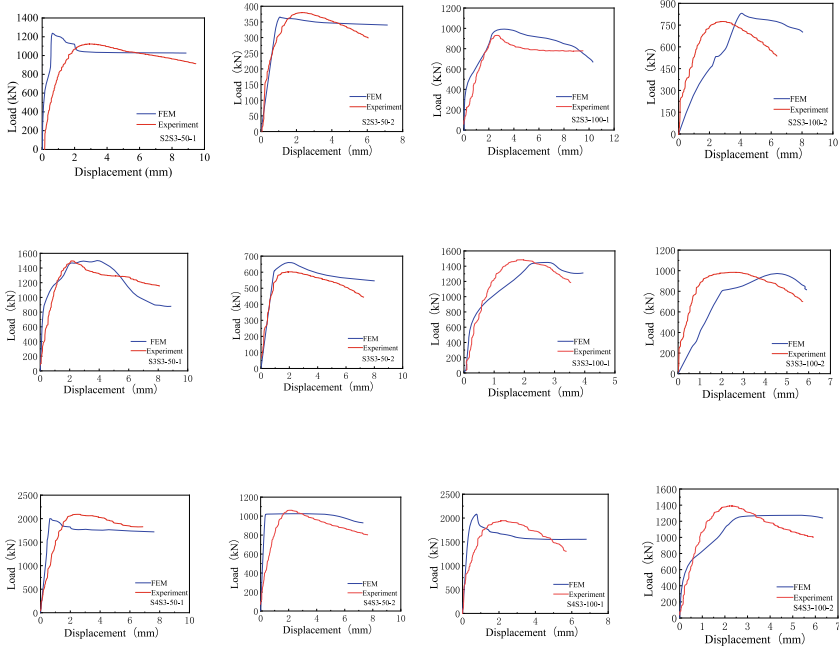 1400
1200
1000
800
600
400
200
0
Load (kN)
FEM
Experiment
S2S3-50-1
0 2 4 6 8 10
Displacement (mm)
400
350
300
250
200
150
100
50
0
Load (kN)
FEM
Experiment
S2S3-50-2
0 2 4 6 8
Displacement (mm)
1200
1000
800
600
400
200
0
Load (kN)
FEM
Experiment
S2S3-100-1
0 2 4 6 8 10 12
Displacement (mm)
900
750
600
450
300
150
0
Load (kN)
FEM
Experiment
S2S3-100-2
0 2 4 6 8 10
Displacement (mm)
1600
1400
1200
1000
800
600
400
200
0
Load (kN)
FEM
Experiment
S3S3-50-1
0 2 4 6 8 10
Displacement (mm)
700
600
500
400
300
200
100
0
Load (kN)
FEM
Experiment
S3S3-50-2
0 2 4 6 8 10
Displacement (mm)
1600
1400
1200
1000
800
600
400
200
0
Load (kN)
FEM
Experiment
S3S3-100-1
0 1 2 3 4 5
Displacement (mm)
1200
1000
800
600
400
200
0
Load (kN)
FEM
Experiment
S3S3-100-2
0 1 2 3 4 5 6 7
Displacement (mm)
2500
2000
1500
1000
500
0
Load (kN)
FEM
Experiment
S4S3-50-1
0 2 4 6 8 10
Displacement (mm)
1200
1000
800
600
400
200
0
Load (kN)
FEM
Experiment
S4S3-50-2
0 2 4 6 8 10
Displacement (mm)
2500
2000
1500
1000
500
0
Load (kN)
FEM
Experiment
S4S3-100-1
0 2 4 6 8
Displacement (mm)
1600
1400
1200
1000
800
600
400
200
0
Load (kN)
FEM
Experiment
S4S3-100-2
0 1 2 3 4 5 6 7
Displacement (mm)